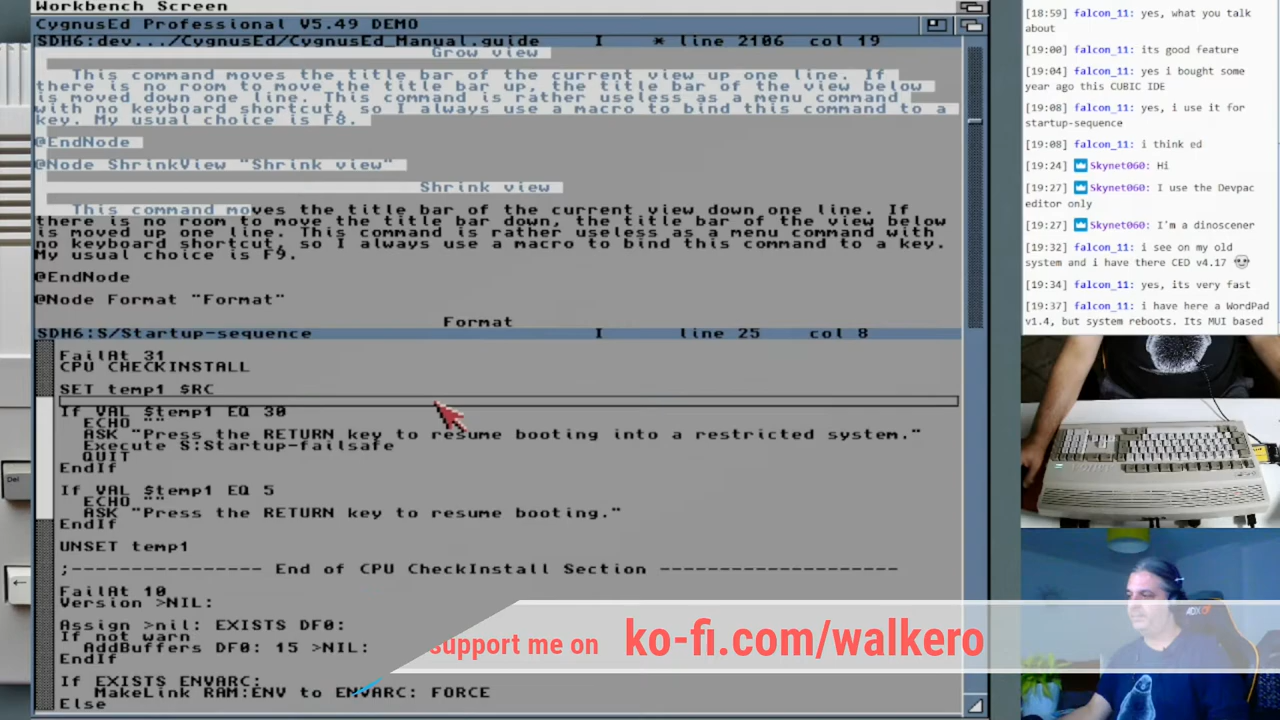 Workbench Screen
CygnusEd Professional V5.49 DEMO
SDH6:dev.../CygnusEd/CygnusEd_Manual.guide I * line 2106 col 19
Grow view
This command moves the title bar of the current view up one line. If
there is no room to move the title bar up, the title bar of the view below
is moved down one line. This command is rather useless as a menu command
with no keyboard shortcut, so I always use a macro to bind this command to a
key. My usual choice is F8.
@EndNode
@Node ShrinkView "Shrink view"
Shrink view
This command moves the title bar of the current view down one line. If
there is no room to move the title bar down, the title bar of the view below
is moved up one line. This command is rather useless as a menu command with
no keyboard shortcut, so I always use a macro to bind this command to a key.
My usual choice is F9.
@EndNode
@Node Format "Format"
Format
SDH6:S/Startup-sequence I line 25 col 8
FailAt 31
CPU CHECKINSTALL
SET temp1 $RC
If VAL $temp1 EQ 30
ECHO ""
ASK "Press the RETURN key to resume booting into a restricted system."
Execute S:Startup-failsafe
QUIT
EndIf
If VAL $temp1 EQ 5
ECHO ""
ASK "Press the RETURN key to resume booting."
EndIf
UNSET temp1
;---------------- End of CPU CheckInstall Section --------------------
FailAt 10
Version >NIL:
Assign >nil: EXISTS DF0:
If not warn
AddBuffers DF0: 15 >NIL:
EndIf
If EXISTS ENVARC:
MakeLink RAM:ENV to ENVARC: FORCE
Else
[18:59] falcon_11: yes, what you talk
about
[19:00] falcon_11: its good feature
[19:04] falcon_11: yes i bought some
year ago this CUBIC IDE
[19:08] falcon_11: yes, i use it for
startup-sequence
[19:08] falcon_11: i think ed
[19:24] Skynet060: Hi
[19:27] Skynet060: I use the Devpac
editor only
[19:27] Skynet060: I'm a dinoscener
[19:32] falcon_11: i see on my old
system and i have there CED v4.17
[19:34] falcon_11: yes, its very fast
[19:37] falcon_11: i have here a WordPad
v1.4, but system reboots. Its MUI based
Del
support me on ko-fi.com/walkero